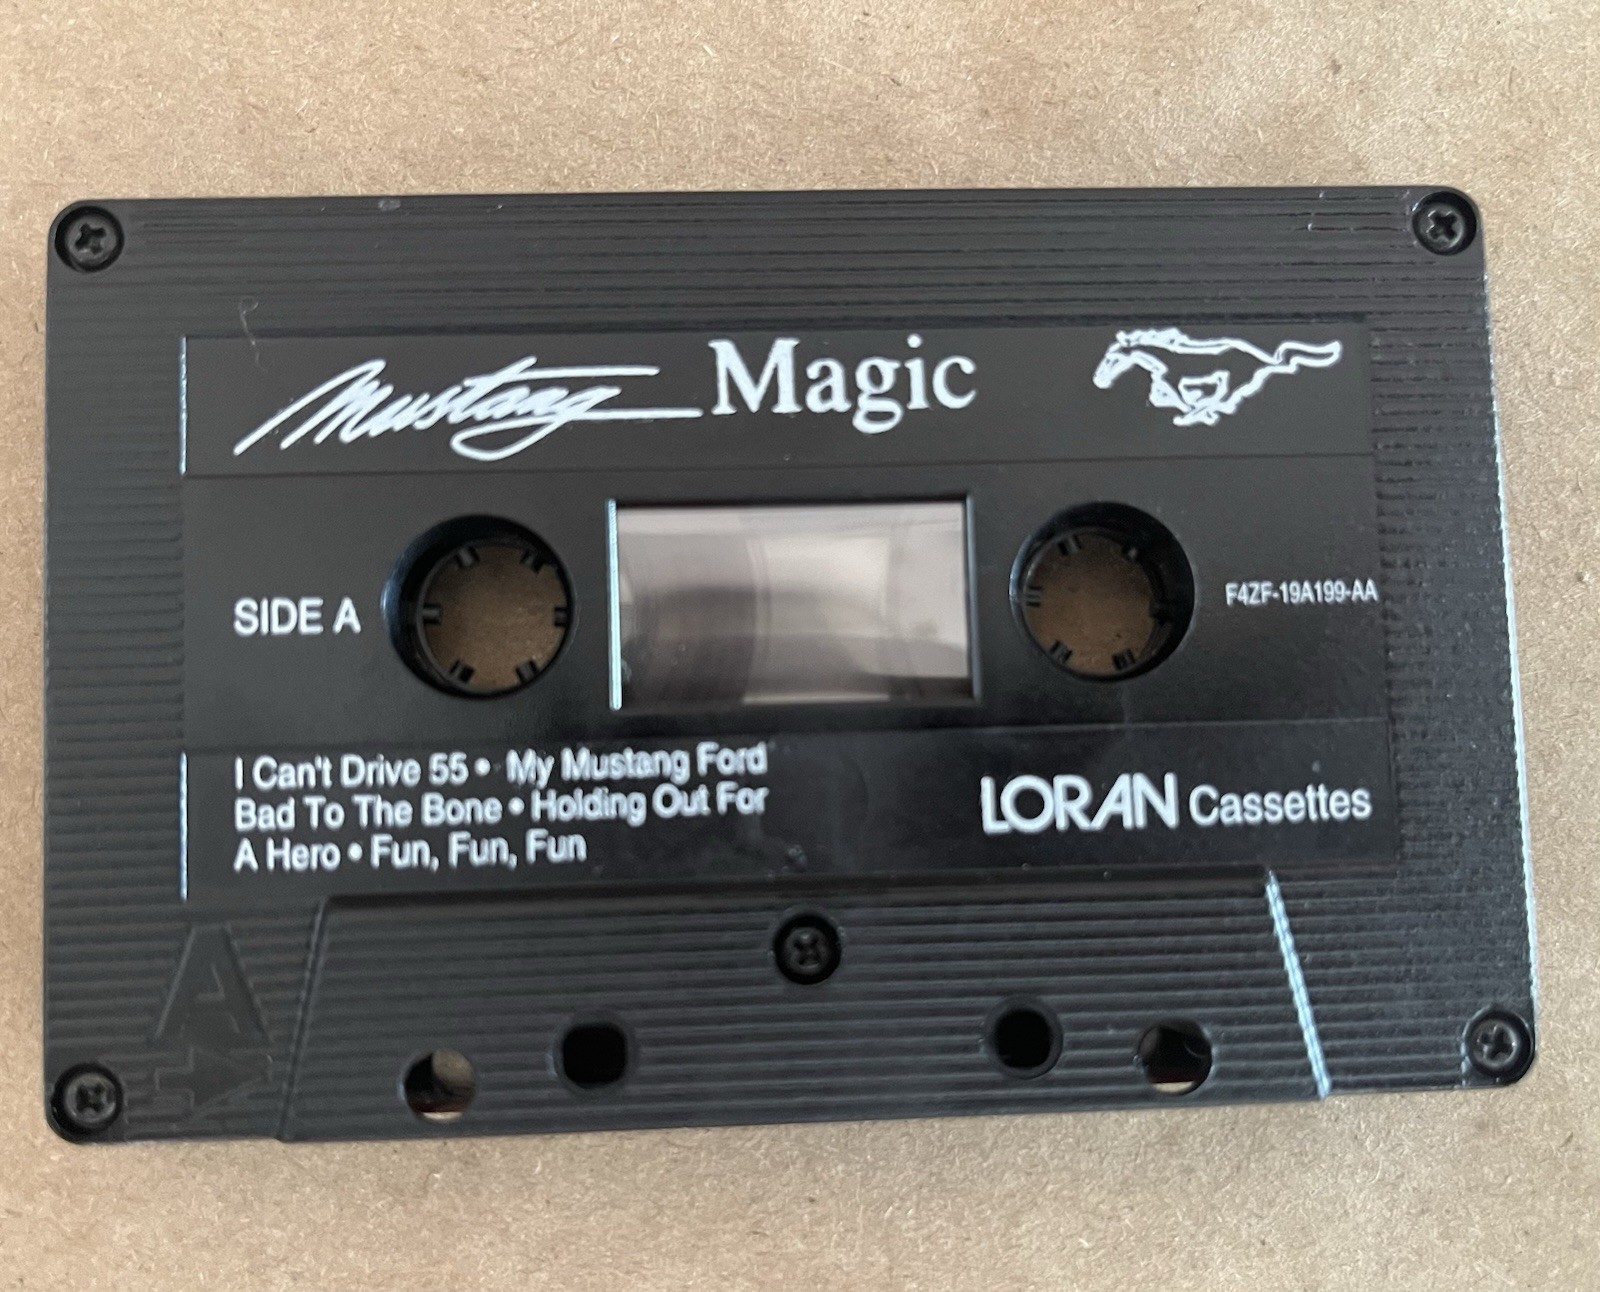 Mustang Magic
SIDE A
F4ZF-19A199-AA
I Can't Drive 55 • My Mustang Ford
Bad To The Bone • Holding Out For
A Hero • Fun, Fun, Fun
LORAN Cassettes
A